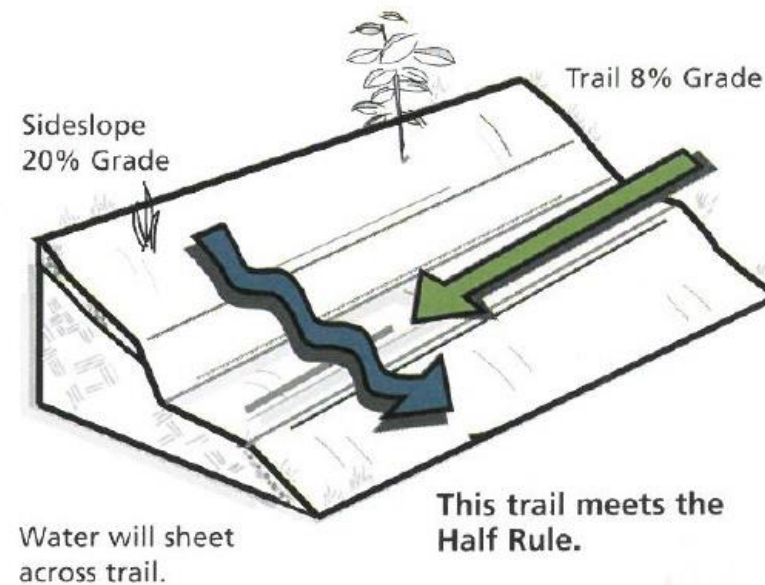 Trail 8% Grade
Sideslope
20% Grade
This trail meets the
Half Rule.
Water will sheet
across trail.